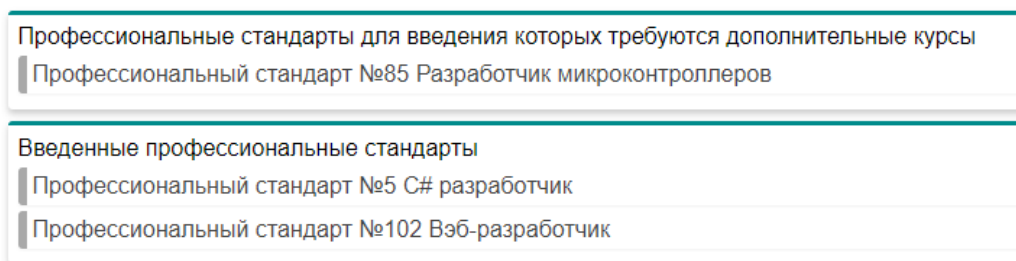 Профессиональные стандарты для введения которых требуются дополнительные курсы
Профессиональный стандарт №85 Разработчик микроконтроллеров
Введенные профессиональные стандарты
Профессиональный стандарт №5 C# разработчик
Профессиональный стандарт №102 Вэб-разработчик